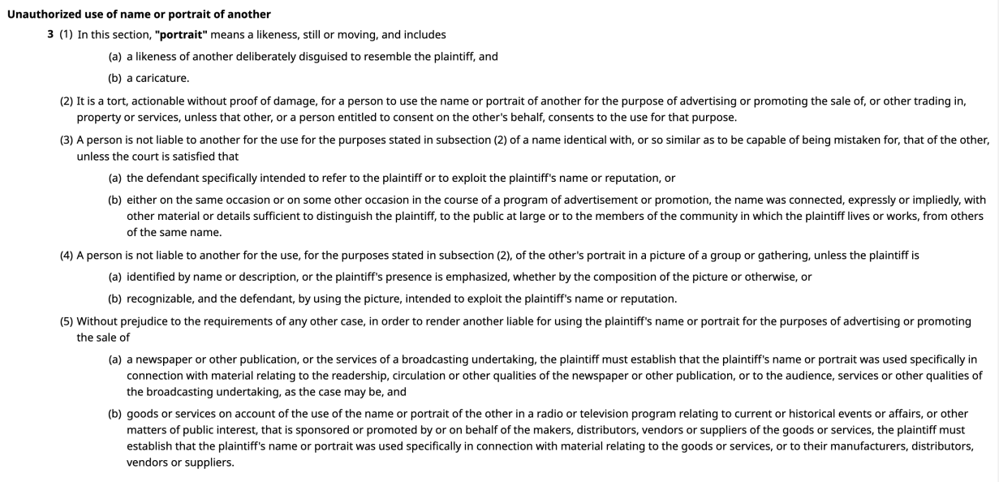 Unauthorized use of name or portrait of another
3 (1) In this section, "portrait" means a likeness, still or moving, and includes
(a) a likeness of another deliberately disguised to resemble the plaintiff, and
(b) a caricature.
(2) It is a tort, actionable without proof of damage, for a person to use the name or portrait of another for the purpose of advertising or promoting the sale of, or other trading in,
property or services, unless that other, or a person entitled to consent on the other's behalf, consents to the use for that purpose.
(3) A person is not liable to another for the use for the purposes stated in subsection (2) of a name identical with, or so similar as to be capable of being mistaken for, that of the other,
unless the court is satisfied that
(a) the defendant specifically intended to refer to the plaintiff or to exploit the plaintiff's name or reputation, or
(b) either on the same occasion or on some other occasion in the course of a program of advertisement or promotion, the name was connected, expressly or impliedly, with
other material or details sufficient to distinguish the plaintiff, to the public at large or to the members of the community in which the plaintiff lives or works, from others
of the same name.
(4) A person is not liable to another for the use, for the purposes stated in subsection (2), of the other's portrait in a picture of a group or gathering, unless the plaintiff is
(a) identified by name or description, or the plaintiff's presence is emphasized, whether by the composition of the picture or otherwise, or
(b) recognizable, and the defendant, by using the picture, intended to exploit the plaintiff's name or reputation.
(5) Without prejudice to the requirements of any other case, in order to render another liable for using the plaintiff's name or portrait for the purposes of advertising or promoting
the sale of
(a) a newspaper or other publication, or the services of a broadcasting undertaking, the plaintiff must establish that the plaintiff's name or portrait was used specifically in
connection with material relating to the readership, circulation or other qualities of the newspaper or other publication, or to the audience, services or other qualities of
the broadcasting undertaking, as the case may be, and
(b) goods or services on account of the use of the name or portrait of the other in a radio or television program relating to current or historical events or affairs, or other
matters of public interest, that is sponsored or promoted by or on behalf of the makers, distributors, vendors or suppliers of the goods or services, the plaintiff must
establish that the plaintiff's name or portrait was used specifically in connection with material relating to the goods or services, or to their manufacturers, distributors,
vendors or suppliers.